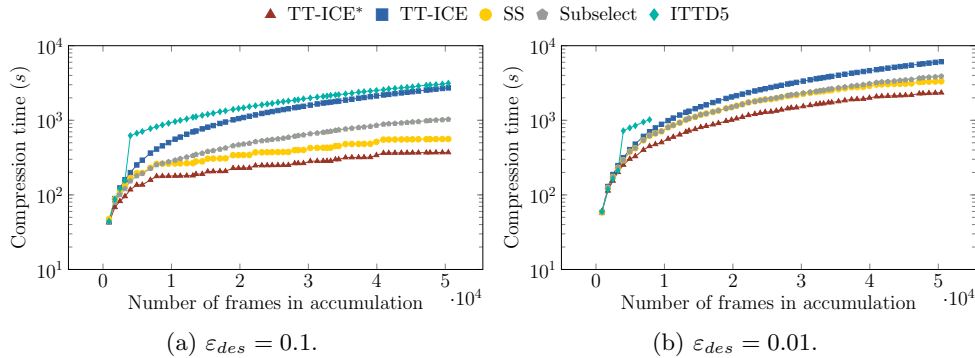 TT-ICE* TT-ICE SS Subselect ITTD5
10^4
10^3
10^2
10^1
Compression time (s)
0 1 2 3 4 5
·10^4
Number of frames in accumulation
(a) ε_des = 0.1.
10^4
10^3
10^2
10^1
Compression time (s)
0 1 2 3 4 5
·10^4
Number of frames in accumulation
(b) ε_des = 0.01.